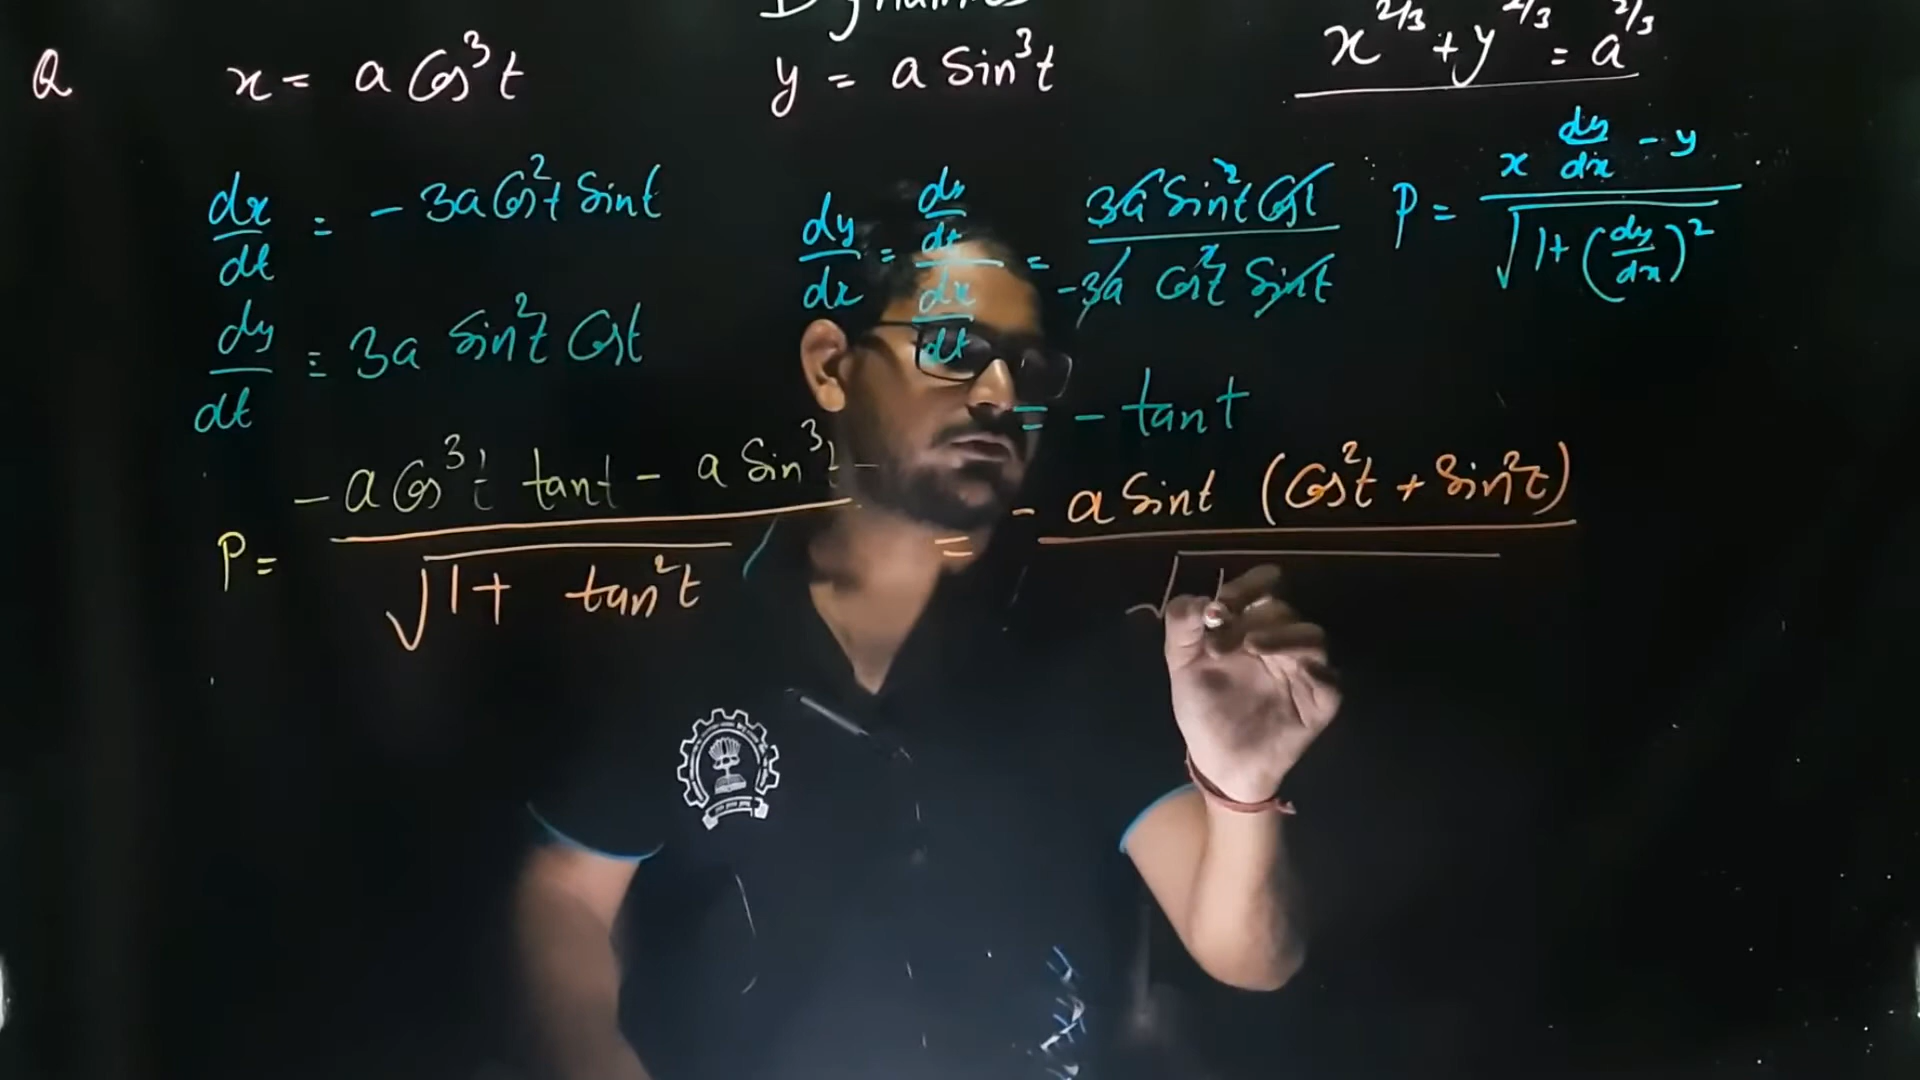 Dynamics
Q x = a Cos³t y = a Sin³t x^2/3 + y^2/3 = a^2/3
dx/dt = - 3a Cos²t Sint dy/dx = (dy/dt)/(dx/dt) = 3a Sin²t Cost / -3a Cos²t Sint P = (x dy/dx - y) / √(1 + (dy/dx)²)
dy/dt = 3a Sin²t Cost
= - tant
P = (- a Cos³t tant - a Sin³t) / √(1 + tan²t) = - a Sint (Cos²t + Sin²t) / √